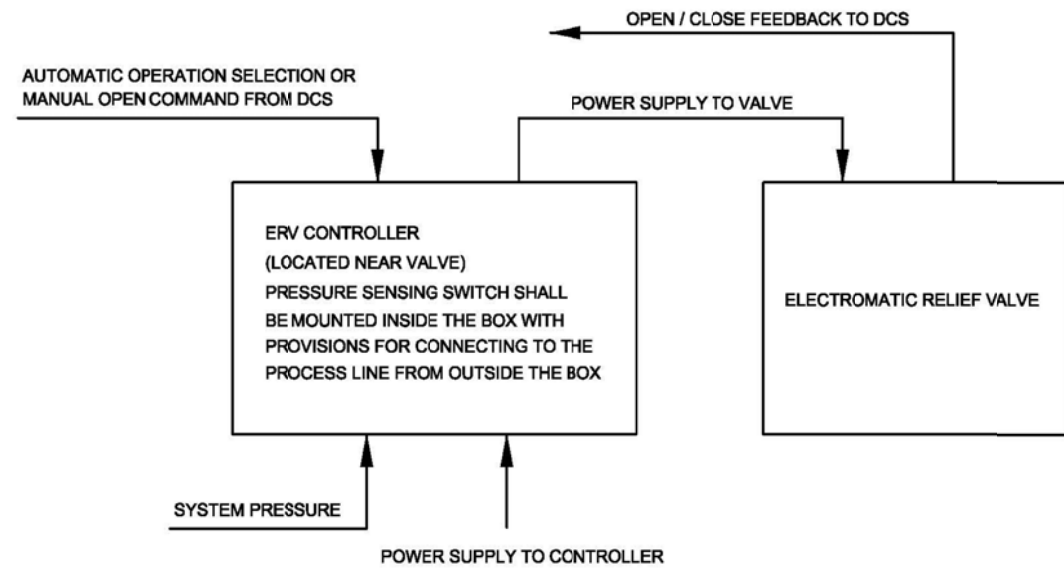 OPEN / CLOSE FEEDBACK TO DCS
AUTOMATIC OPERATION SELECTION OR
MANUAL OPEN COMMAND FROM DCS
POWER SUPPLY TO VALVE
ERV CONTROLLER
(LOCATED NEAR VALVE)
PRESSURE SENSING SWITCH SHALL
BE MOUNTED INSIDE THE BOX WITH
PROVISIONS FOR CONNECTING TO THE
PROCESS LINE FROM OUTSIDE THE BOX
ELECTROMATIC RELIEF VALVE
SYSTEM PRESSURE
POWER SUPPLY TO CONTROLLER